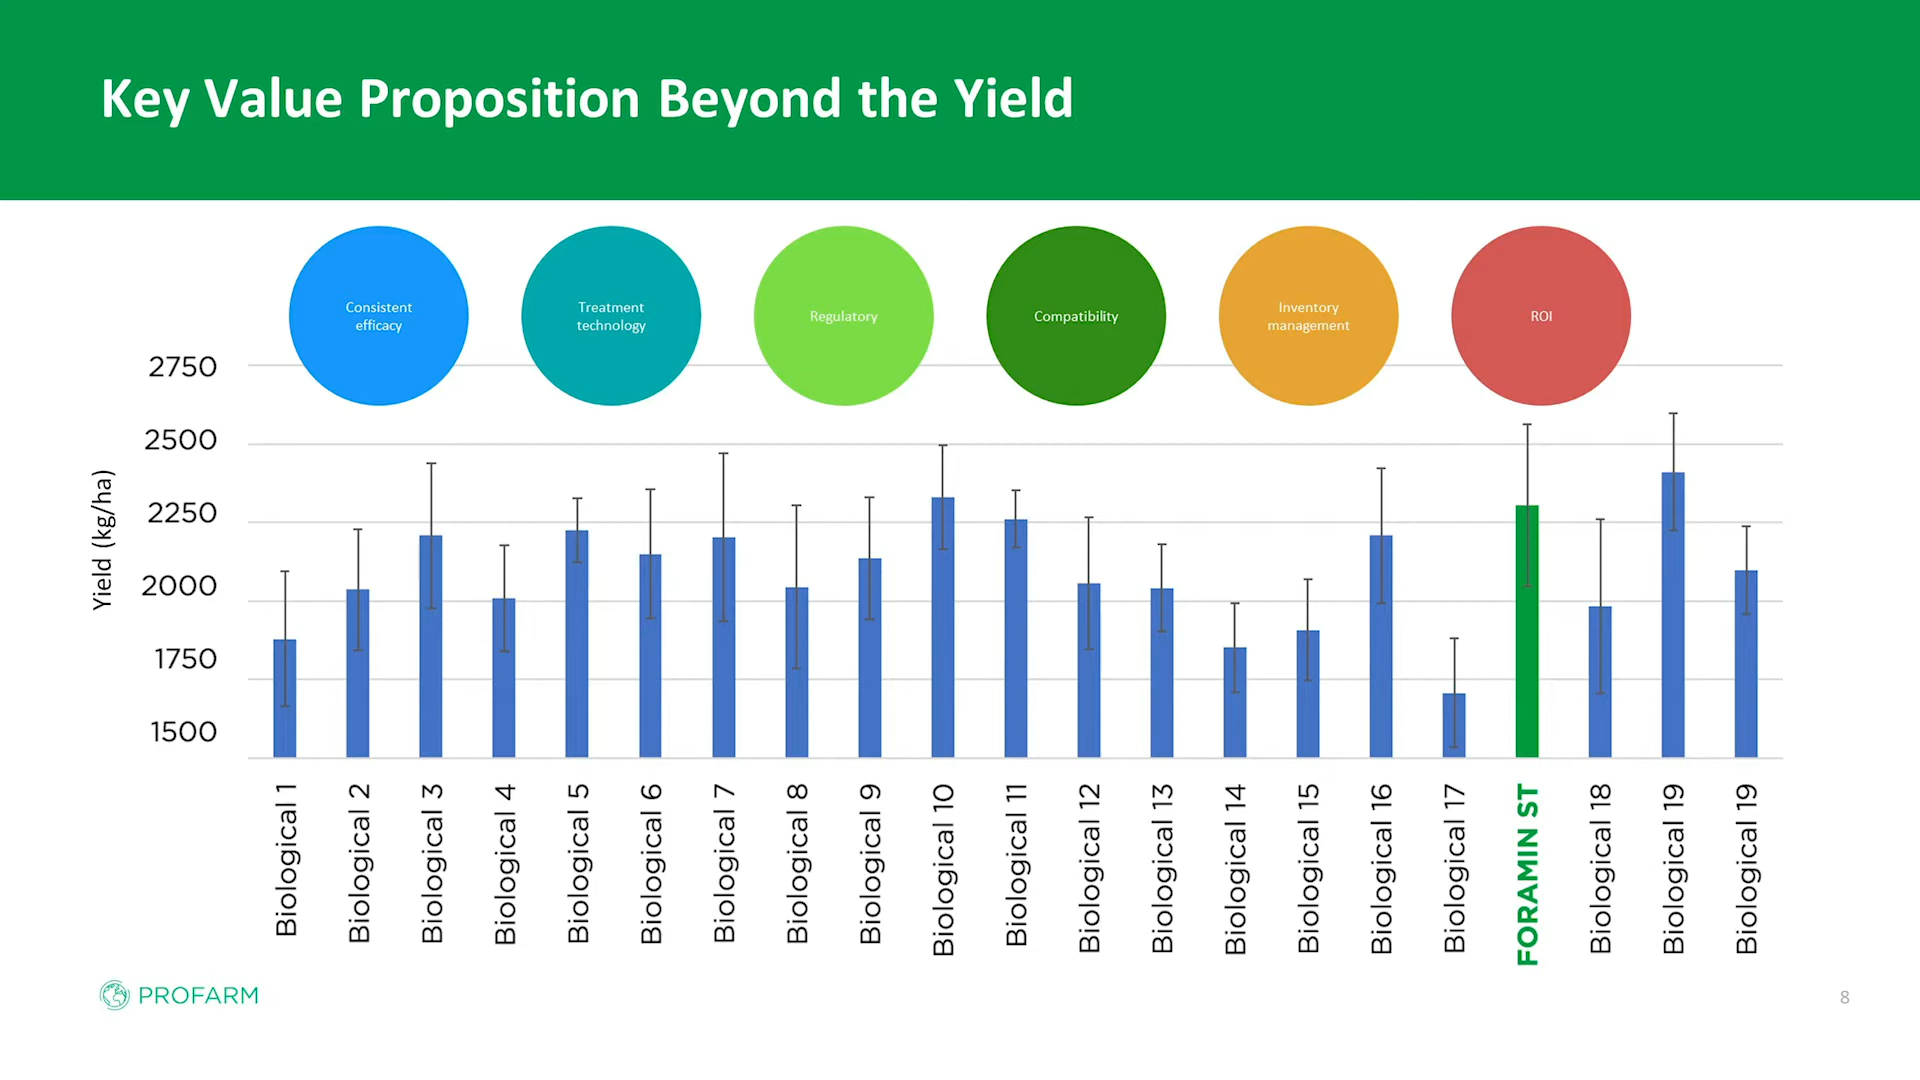 Key Value Proposition Beyond the Yield
Consistent
efficacy
Treatment
technology
Regulatory
Compatibility
Inventory
management
ROI
Yield (kg/ha)
2750
2500
2250
2000
1750
1500
Biological 1
Biological 2
Biological 3
Biological 4
Biological 5
Biological 6
Biological 7
Biological 8
Biological 9
Biological 10
Biological 11
Biological 12
Biological 13
Biological 14
Biological 15
Biological 16
Biological 17
FORAMIN ST
Biological 18
Biological 19
Biological 19
PROFARM
8